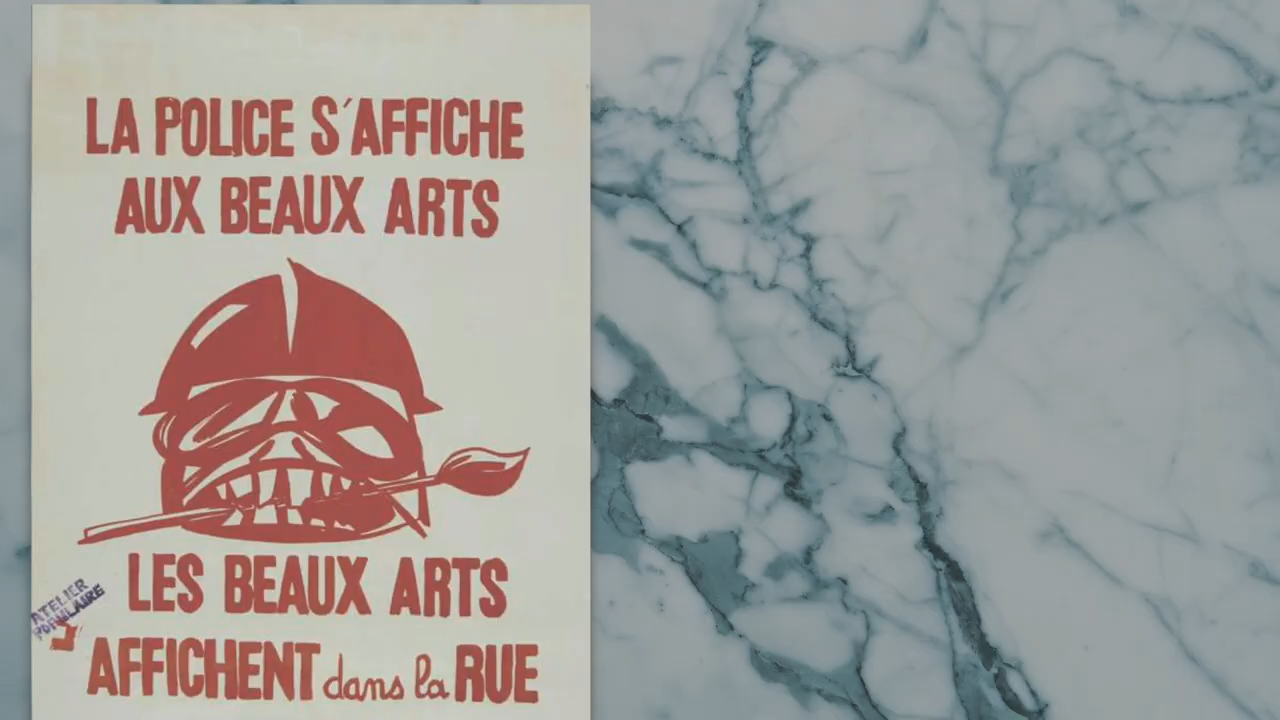 LA POLICE S'AFFICHE
AUX BEAUX ARTS
LES BEAUX ARTS
AFFICHENT dans la RUE
ATELIER
POPULAIRE